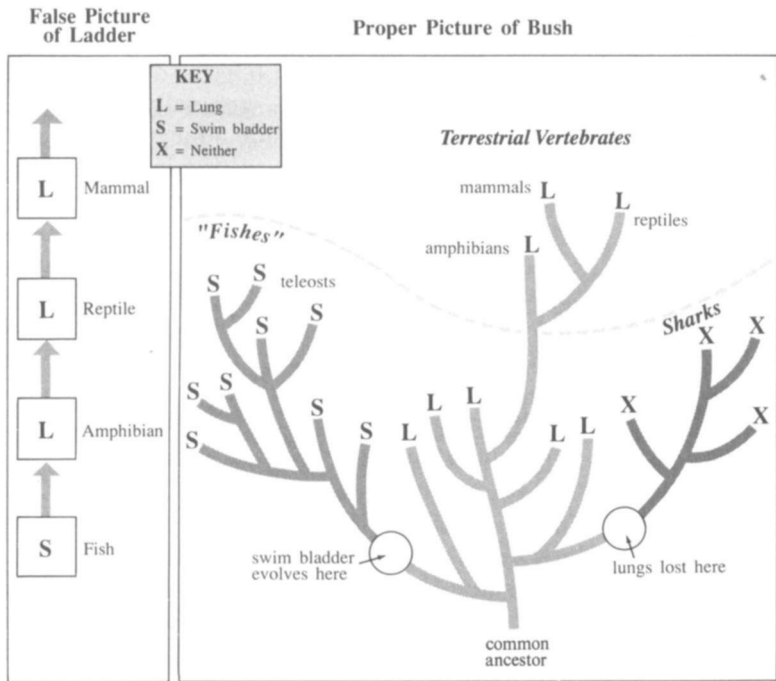 False Picture
of Ladder
Proper Picture of Bush
KEY
L = Lung
S = Swim bladder
X = Neither
L
Mammal
L
Reptile
L
Amphibian
S
Fish
Terrestrial Vertebrates
mammals L
L
reptiles
amphibians L
"Fishes"
S
S
teleosts
S
S
S
S
S
S
S
L
L
L
L
L
Sharks
X
X
X
X
swim bladder
evolves here
lungs lost here
common
ancestor